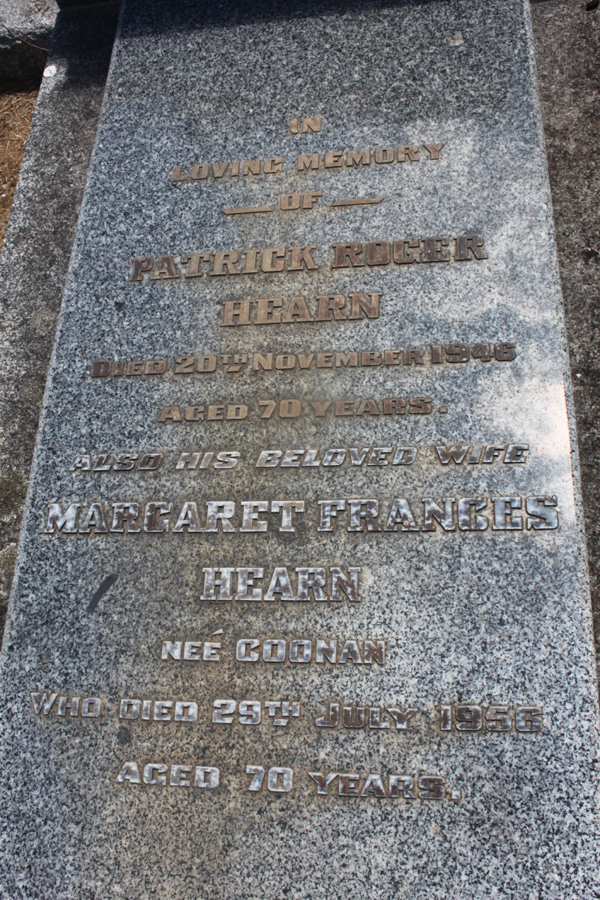 IN
LOVING MEMORY
— OF —
PATRICK ROGER
HEARN
DIED 20TH NOVEMBER 1946
AGED 70 YEARS.
ALSO HIS BELOVED WIFE
MARGARET FRANCES
HEARN
NEE COONAN
WHO DIED 29TH JULY 1956
AGED 70 YEARS.